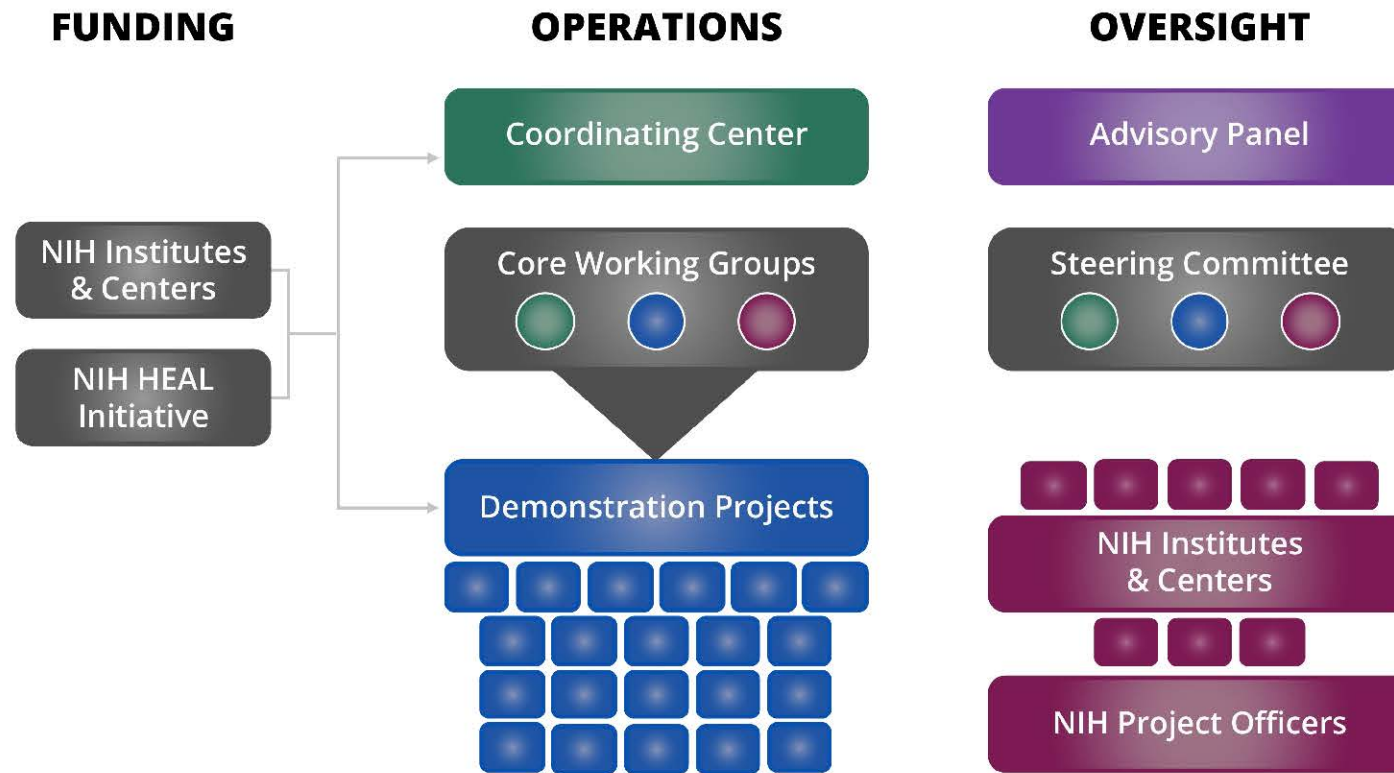 FUNDING
OPERATIONS
OVERSIGHT
Coordinating Center
Advisory Panel
NIH Institutes
& Centers
Core Working Groups
Steering Committee
NIH HEAL
Initiative
Demonstration Projects
NIH Institutes
& Centers
NIH Project Officers